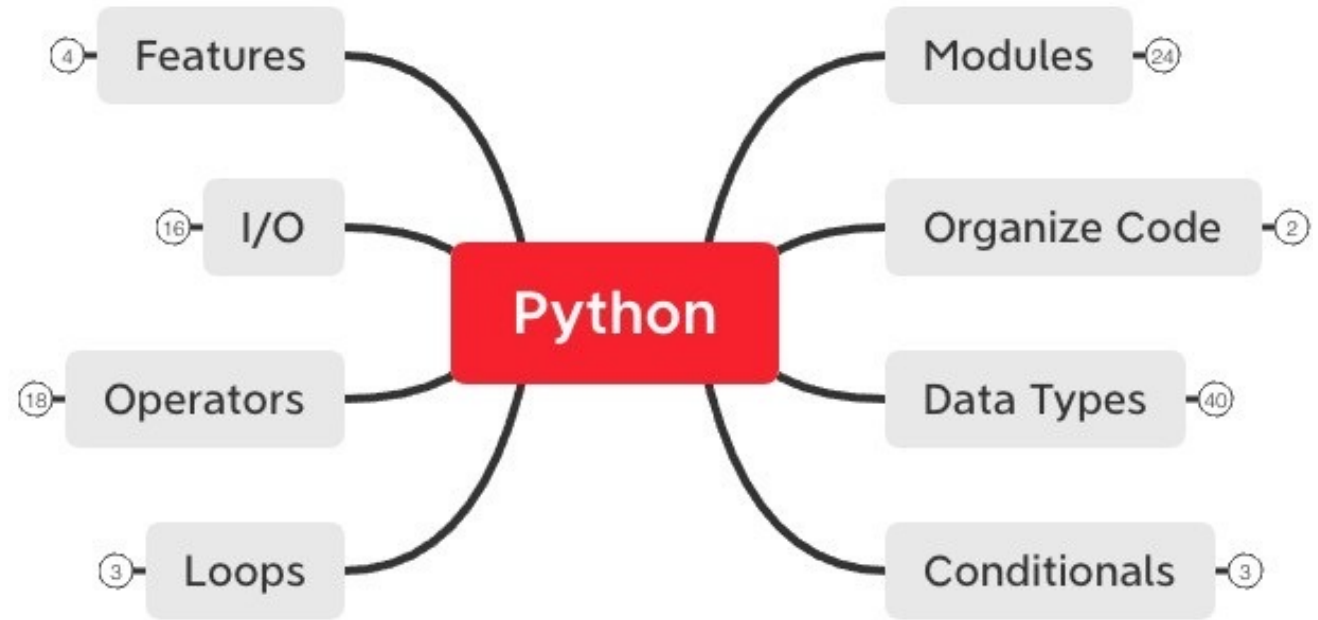 4
Features
Modules
24
16
I/O
Organize Code
2
Python
18
Operators
Data Types
40
3
Loops
Conditionals
3